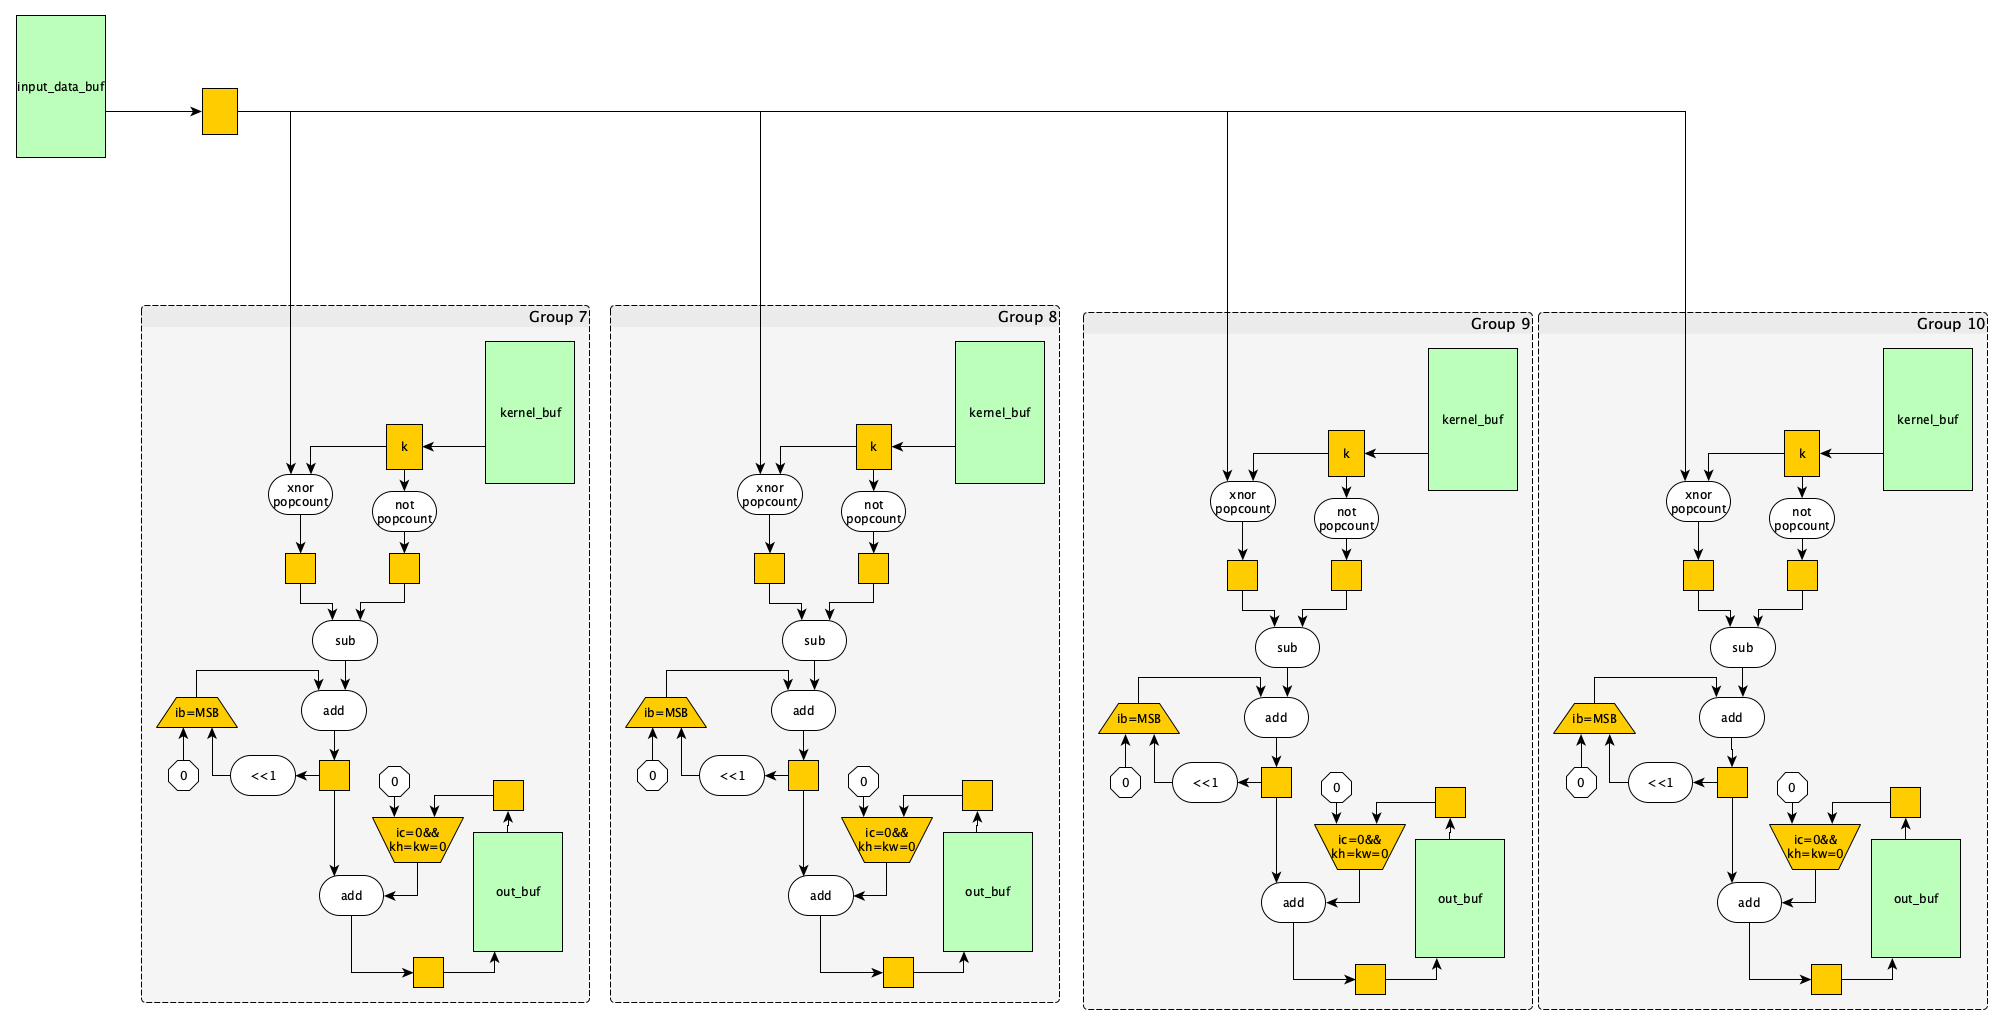 input_data_buf
Group 7
kernel_buf
k
xnor
popcount
not
popcount
sub
ib=MSB
add
0
<<1
0
ic=0&&
kh=kw=0
add
out_buf
Group 8
kernel_buf
k
xnor
popcount
not
popcount
sub
ib=MSB
add
0
<<1
0
ic=0&&
kh=kw=0
add
out_buf
Group 9
kernel_buf
k
xnor
popcount
not
popcount
sub
ib=MSB
add
0
<<1
0
ic=0&&
kh=kw=0
add
out_buf
Group 10
kernel_buf
k
xnor
popcount
not
popcount
sub
ib=MSB
add
0
<<1
0
ic=0&&
kh=kw=0
add
out_buf